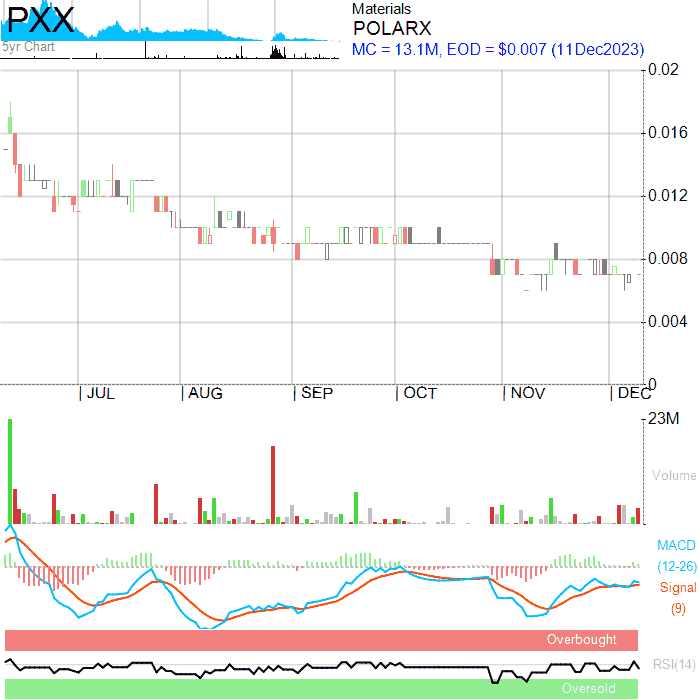 PXX
5yr Chart
Materials
POLARX
MC = 13.1M, EOD = $0.007 (11Dec2023)
0.02
0.016
0.012
0.008
0.004
0
| JUL | AUG | SEP | OCT | NOV | DEC
23M
Volume
MACD
(12-26)
Signal
(9)
Overbought
RSI(14)
Oversold